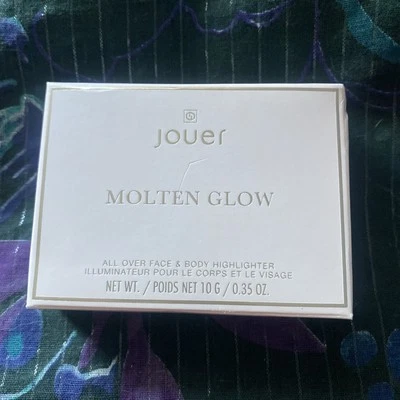 jouer
MOLTEN GLOW
ALL OVER FACE & BODY HIGHLIGHTER
ILLUMINATEUR POUR LE CORPS ET LE VISAGE
NET WT. / POIDS NET 10 G / 0.35 OZ.